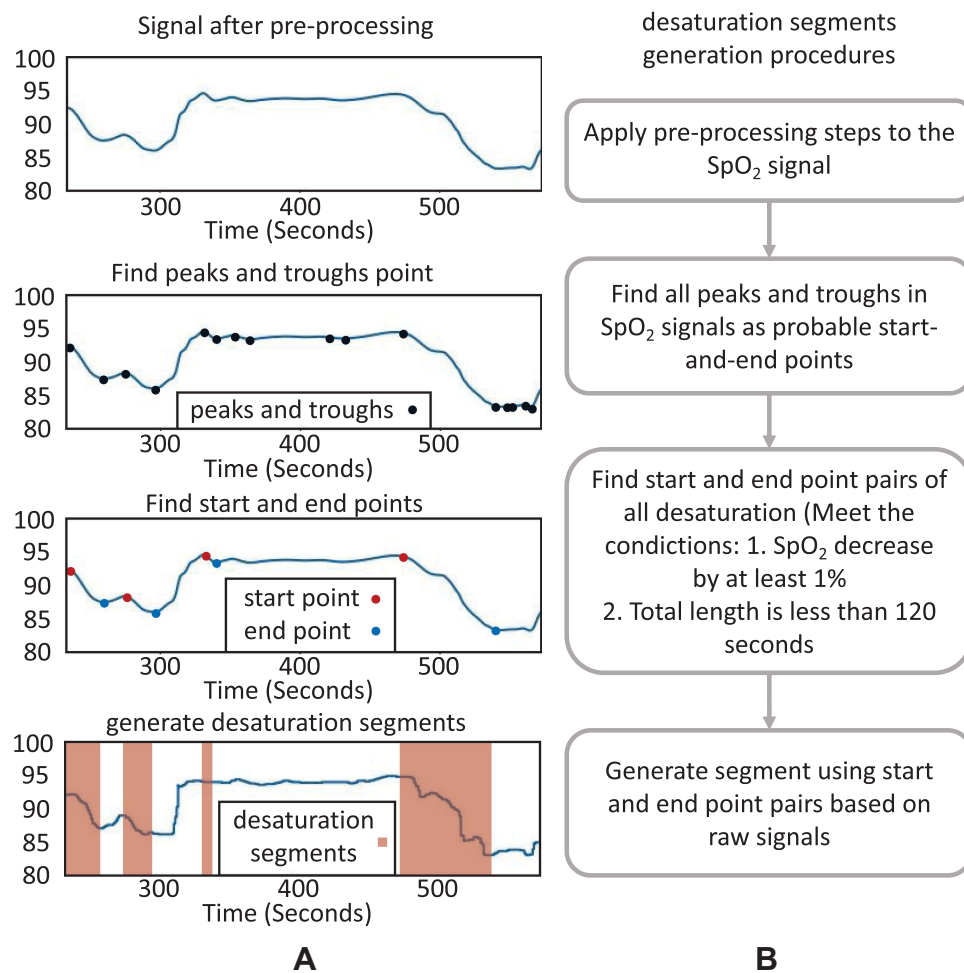 Signal after pre-processing
100
95
90
85
80
300
400
500
Time (Seconds)
Find peaks and troughs point
100
95
90
85
80
peaks and troughs
300
400
500
Time (Seconds)
Find start and end points
100
95
90
85
80
start point
end point
300
400
500
Time (Seconds)
generate desaturation segments
100
95
90
85
80
desaturation
segments
300
400
500
Time (Seconds)
A
desaturation segments
generation procedures
Apply pre-processing steps to the
SpO₂ signal
Find all peaks and troughs in
SpO₂ signals as probable start-
and-end points
Find start and end point pairs of
all desaturation (Meet the
condictions: 1. SpO₂ decrease
by at least 1%
2. Total length is less than 120
seconds
Generate segment using start
and end point pairs based on
raw signals
B